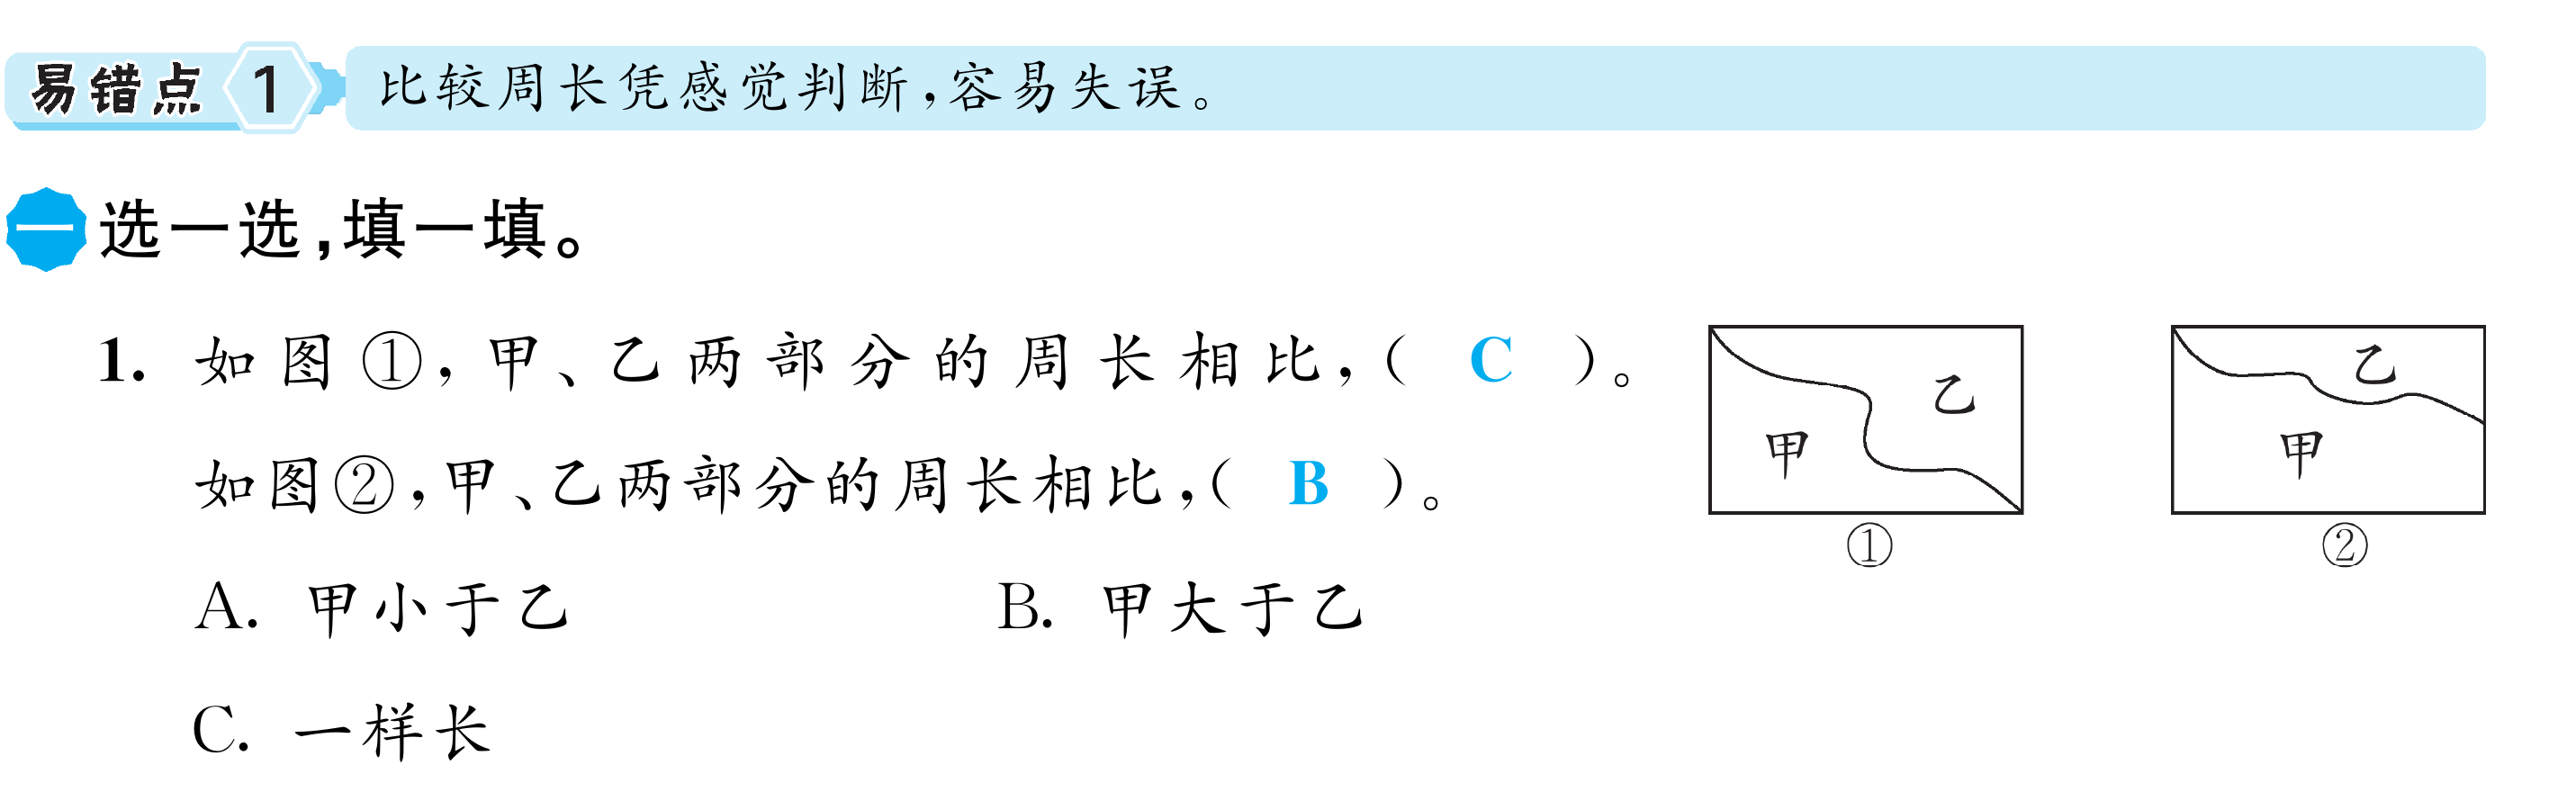 易错点 1 比较周长凭感觉判断,容易失误。
一 选一选,填一填。
1. 如图①,甲、乙两部分的周长相比,( C )。
如图②,甲、乙两部分的周长相比,( B )。
A. 甲小于乙 B. 甲大于乙
C. 一样长
甲 乙
①
甲 乙
②